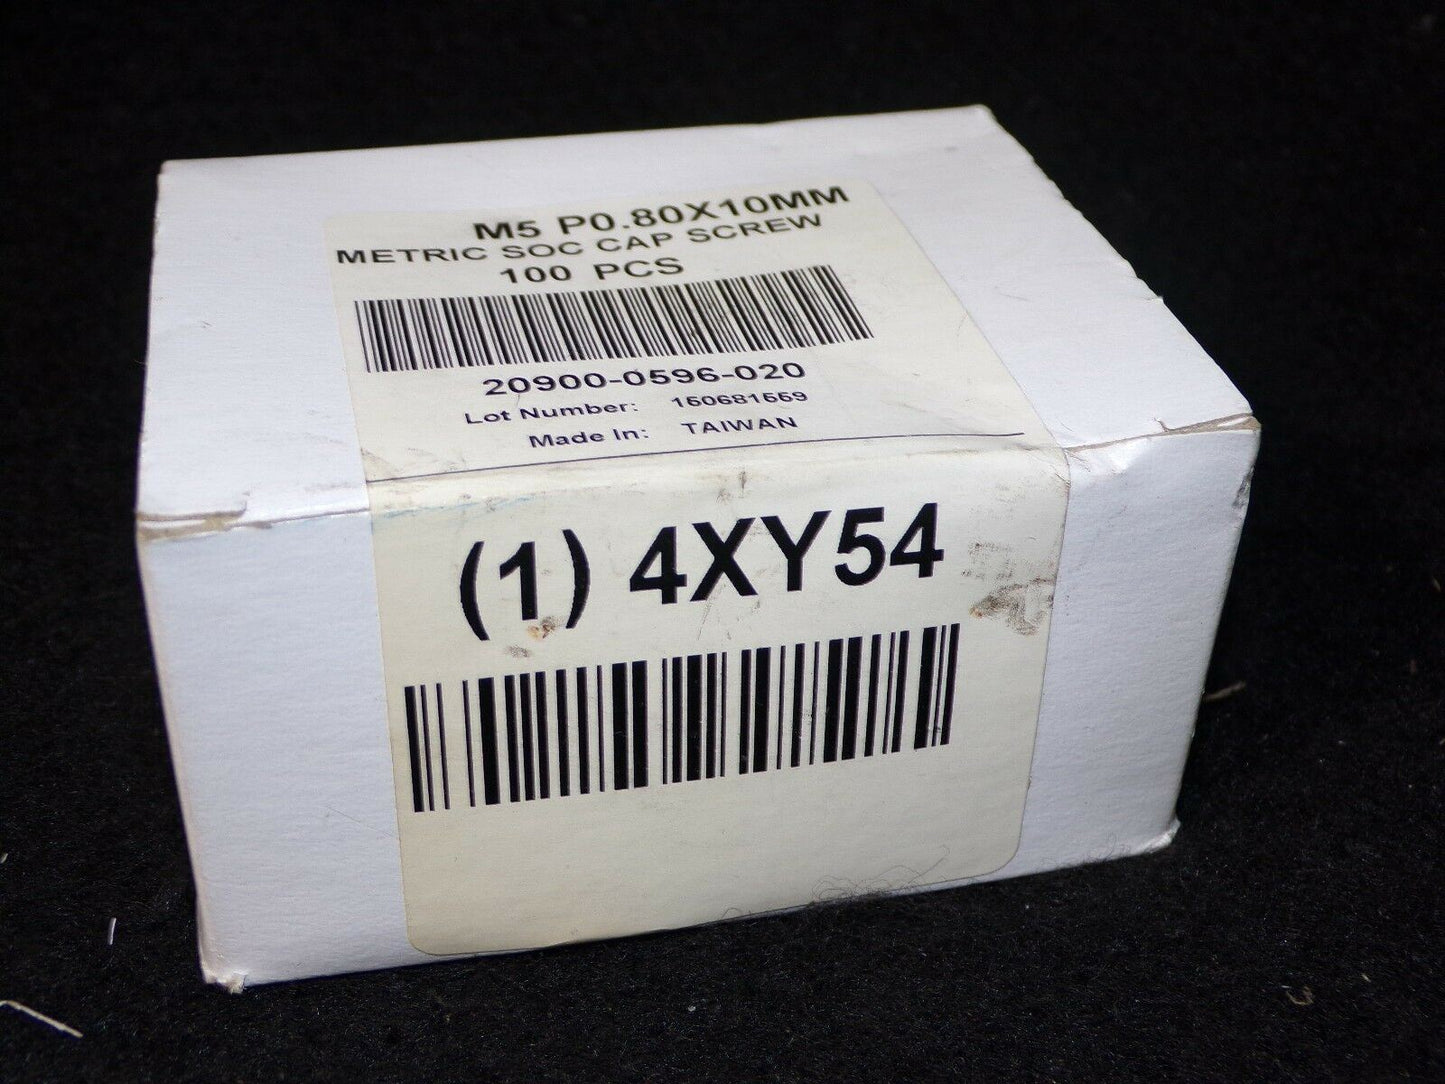 M5 P0.80X10MM
METRIC SOC CAP SCREW
100 PCS
20900-0596-020
Lot Number: 150681559
Made In: TAIWAN
(1) 4XY54